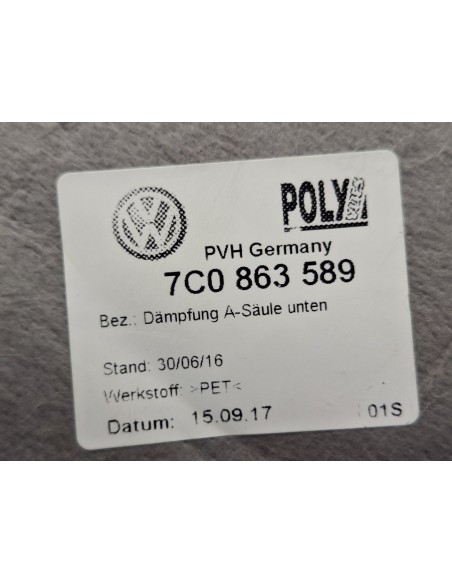 POLY PLUS
PVH Germany
7C0 863 589
Bez.: Dämpfung A-Säule unten
Stand: 30/06/16
Werkstoff: >PET<
Datum: 15.09.17 01S